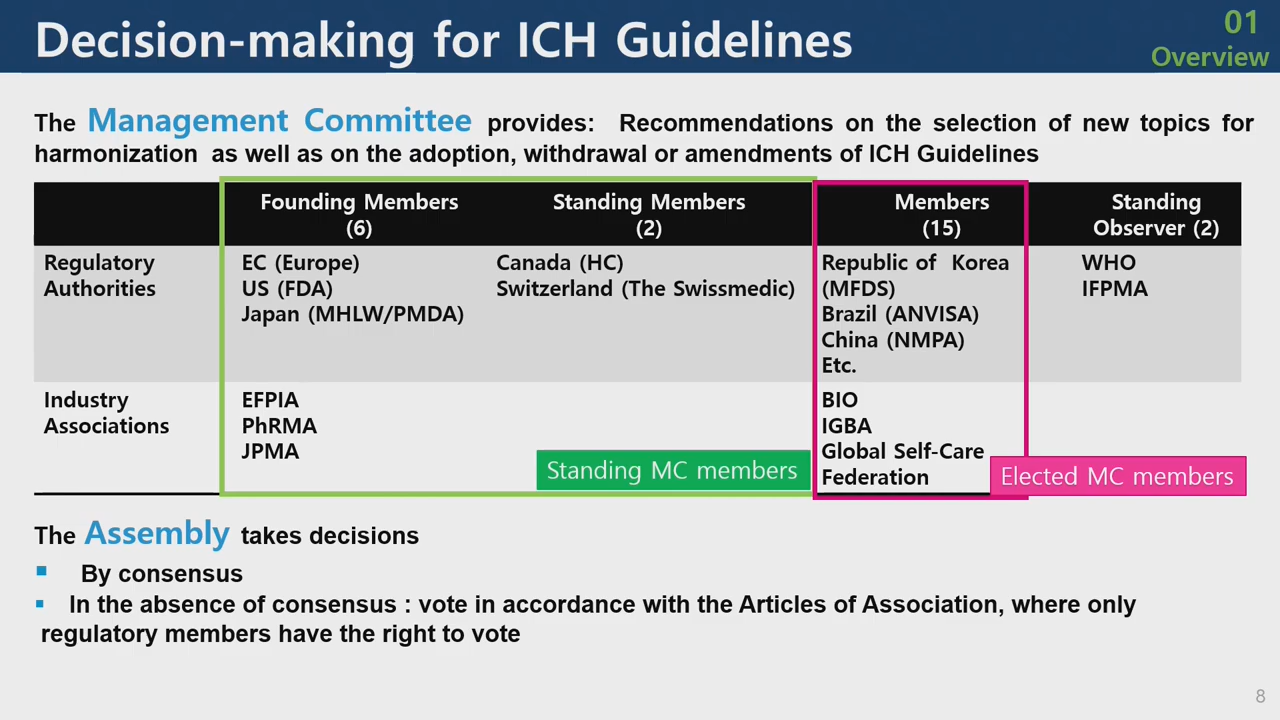 Decision-making for ICH Guidelines
01
Overview
The Management Committee provides: Recommendations on the selection of new topics for
harmonization as well as on the adoption, withdrawal or amendments of ICH Guidelines
Founding Members
(6)
Standing Members
(2)
Members
(15)
Standing
Observer (2)
Regulatory
Authorities
EC (Europe)
US (FDA)
Japan (MHLW/PMDA)
Canada (HC)
Switzerland (The Swissmedic)
Republic of Korea
(MFDS)
Brazil (ANVISA)
China (NMPA)
Etc.
WHO
IFPMA
Industry
Associations
EFPIA
PhRMA
JPMA
Standing MC members
BIO
IGBA
Global Self-Care
Federation
Elected MC members
The Assembly takes decisions
▪ By consensus
▪ In the absence of consensus : vote in accordance with the Articles of Association, where only
regulatory members have the right to vote
8